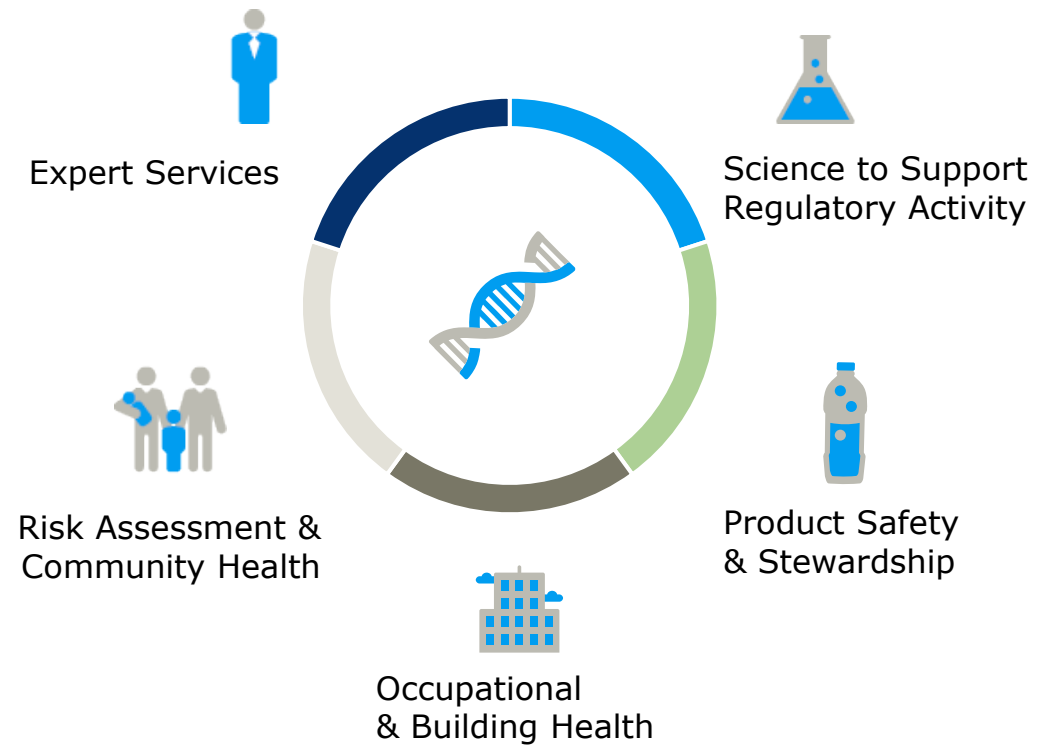 Expert Services
Science to Support
Regulatory Activity
Risk Assessment &
Community Health
Product Safety
& Stewardship
Occupational
& Building Health